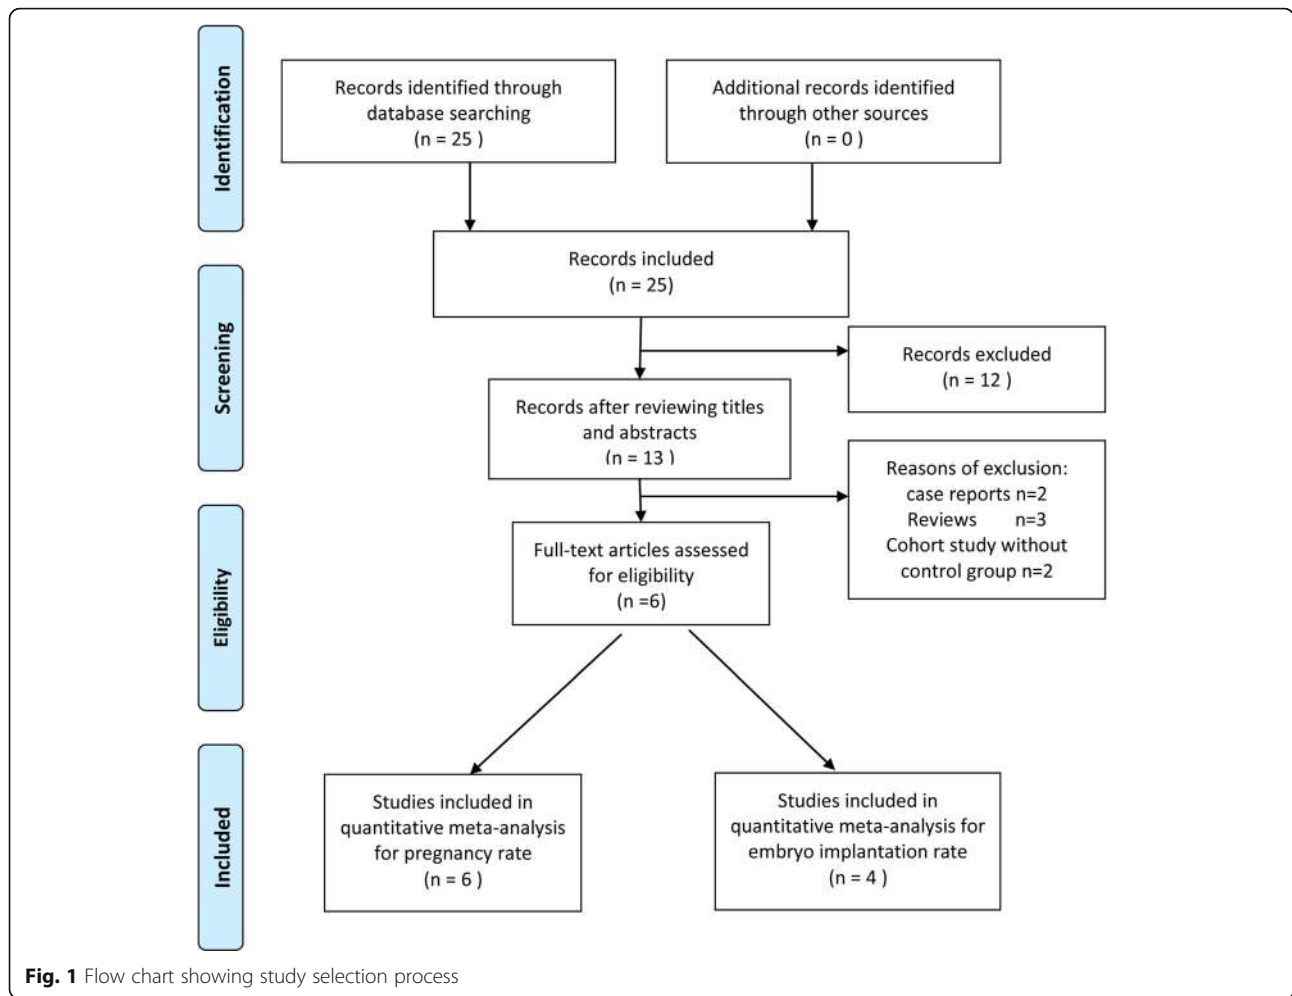 Identification
Records identified through
database searching
(n = 25 )
Additional records identified
through other sources
(n = 0 )
Records included
(n = 25)
Screening
Records excluded
(n = 12 )
Records after reviewing titles
and abstracts
(n = 13 )
Reasons of exclusion:
case reports n=2
Reviews n=3
Cohort study without
control group n=2
Eligibility
Full-text articles assessed
for eligibility
(n =6)
Included
Studies included in
quantitative meta-analysis
for pregnancy rate
(n = 6 )
Studies included in
quantitative meta-analysis for
embryo implantation rate
(n = 4 )
Fig. 1 Flow chart showing study selection process